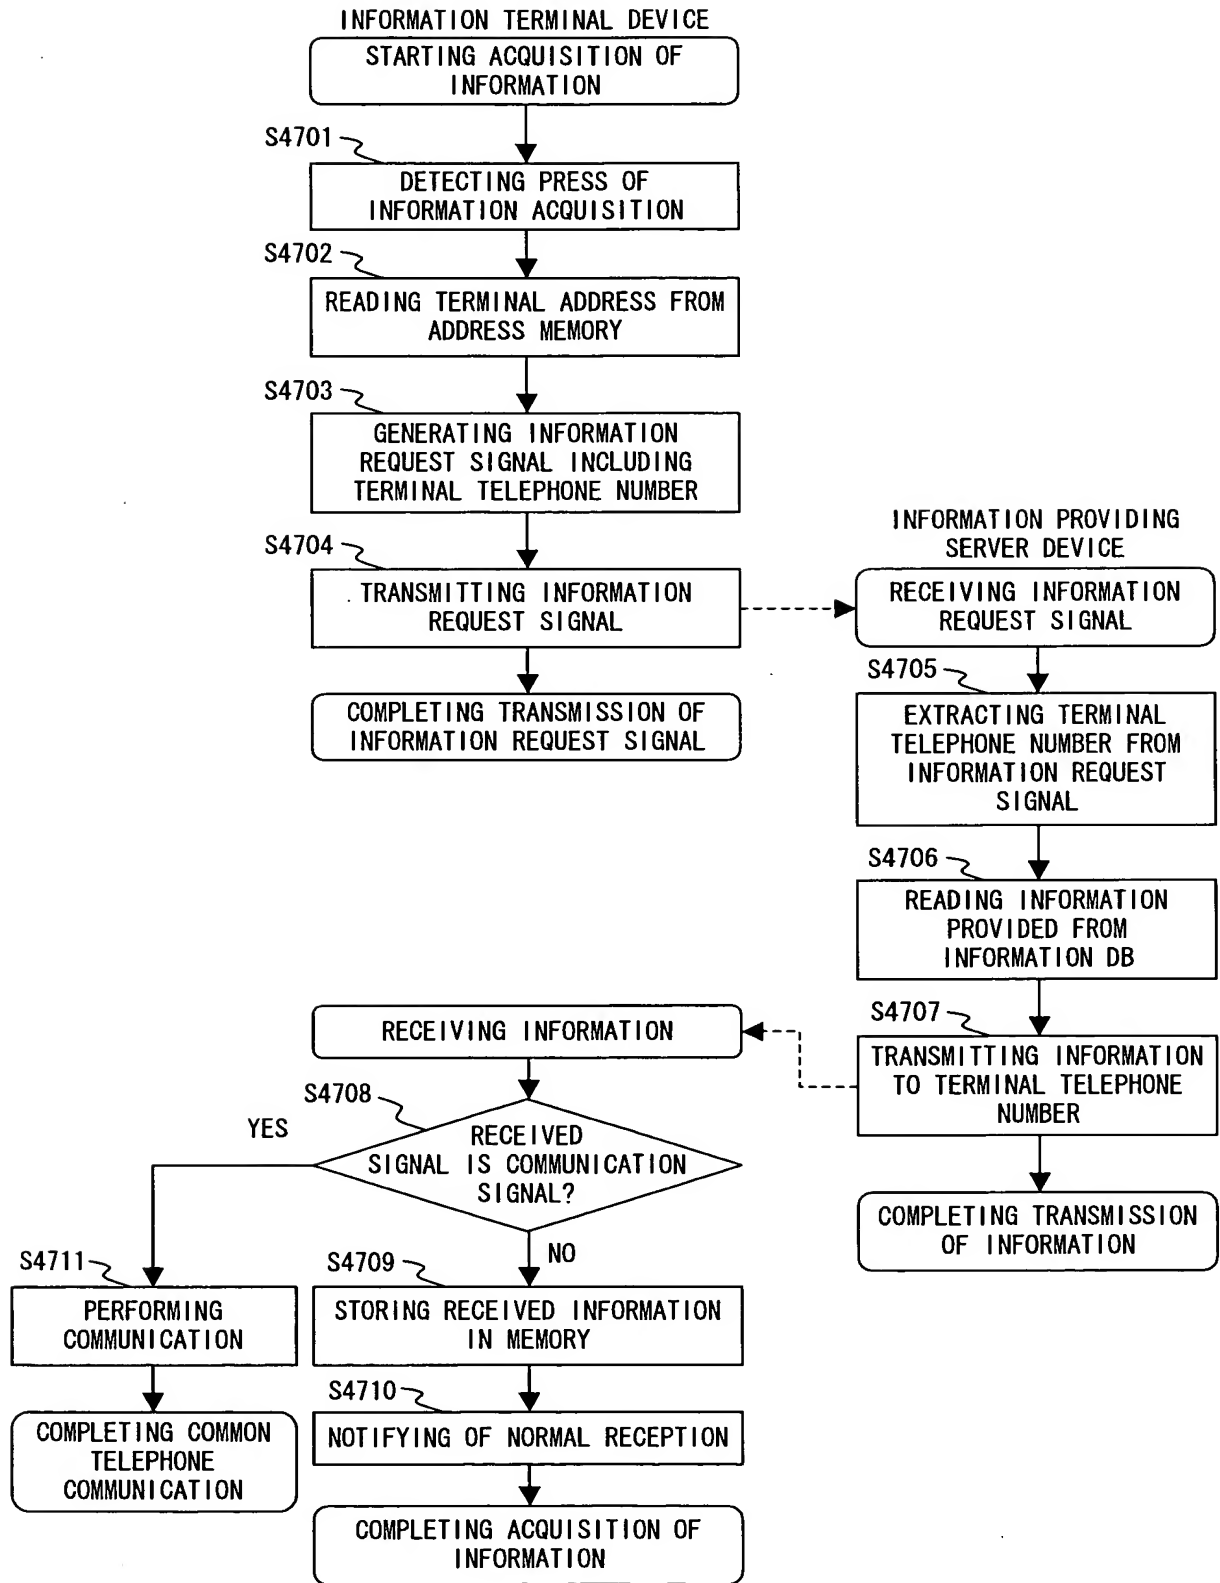 INFORMATION TERMINAL DEVICE
STARTING ACQUISITION OF
INFORMATION
S4701
DETECTING PRESS OF
INFORMATION ACQUISITION
S4702
READING TERMINAL ADDRESS FROM
ADDRESS MEMORY
S4703
GENERATING INFORMATION
REQUEST SIGNAL INCLUDING
TERMINAL TELEPHONE NUMBER
S4704
TRANSMITTING INFORMATION
REQUEST SIGNAL
COMPLETING TRANSMISSION OF
INFORMATION REQUEST SIGNAL
INFORMATION PROVIDING
SERVER DEVICE
RECEIVING INFORMATION
REQUEST SIGNAL
S4705
EXTRACTING TERMINAL
TELEPHONE NUMBER FROM
INFORMATION REQUEST
SIGNAL
S4706
READING INFORMATION
PROVIDED FROM
INFORMATION DB
S4707
TRANSMITTING INFORMATION
TO TERMINAL TELEPHONE
NUMBER
COMPLETING TRANSMISSION
OF INFORMATION
RECEIVING INFORMATION
S4708
YES
RECEIVED
SIGNAL IS COMMUNICATION
SIGNAL?
NO
S4711
PERFORMING
COMMUNICATION
COMPLETING COMMON
TELEPHONE
COMMUNICATION
S4709
STORING RECEIVED INFORMATION
IN MEMORY
S4710
NOTIFYING OF NORMAL RECEPTION
COMPLETING ACQUISITION OF
INFORMATION